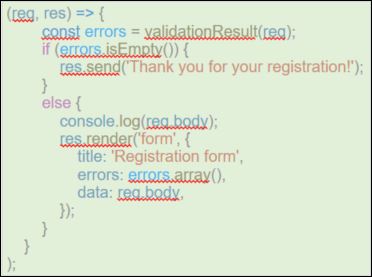 (req, res) => {
const errors = validationResult(req);
if (errors.isEmpty()) {
res.send('Thank you for your registration!');
}
else {
console.log(req.body);
res.render('form', {
title: 'Registration form',
errors: errors.array(),
data: req.body,
});
}
}
);